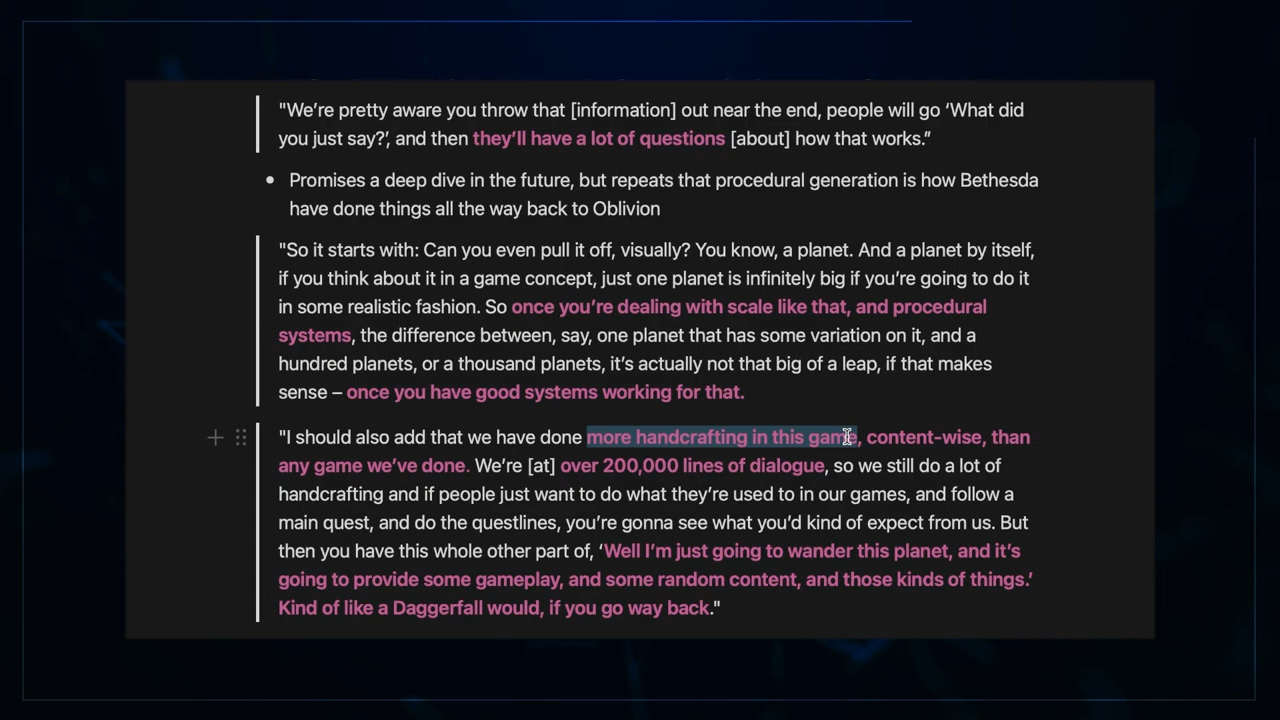 "We're pretty aware you throw that [information] out near the end, people will go ‘What did
you just say?’, and then they’ll have a lot of questions [about] how that works.”
• Promises a deep dive in the future, but repeats that procedural generation is how Bethesda
have done things all the way back to Oblivion
"So it starts with: Can you even pull it off, visually? You know, a planet. And a planet by itself,
if you think about it in a game concept, just one planet is infinitely big if you’re going to do it
in some realistic fashion. So once you’re dealing with scale like that, and procedural
systems, the difference between, say, one planet that has some variation on it, and a
hundred planets, or a thousand planets, it’s actually not that big of a leap, if that makes
sense – once you have good systems working for that.
"I should also add that we have done more handcrafting in this game, content-wise, than
any game we’ve done. We’re [at] over 200,000 lines of dialogue, so we still do a lot of
handcrafting and if people just want to do what they’re used to in our games, and follow a
main quest, and do the questlines, you’re gonna see what you’d kind of expect from us. But
then you have this whole other part of, ‘Well I’m just going to wander this planet, and it’s
going to provide some gameplay, and some random content, and those kinds of things.’
Kind of like a Daggerfall would, if you go way back."